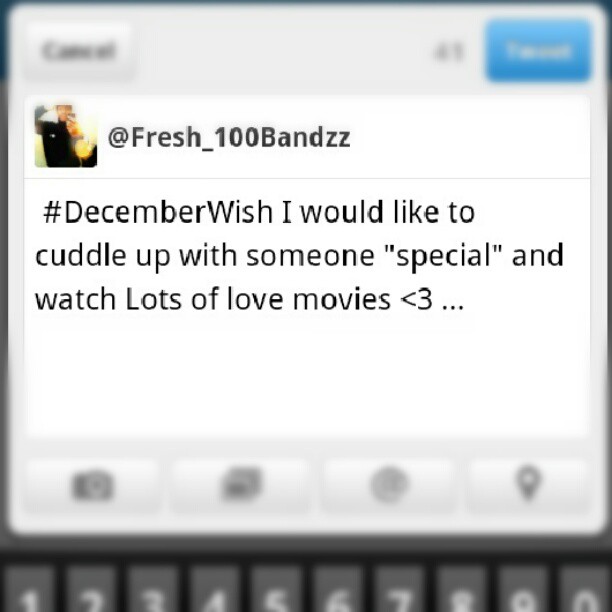 Cancel 41 Tweet
@Fresh_100Bandzz
#DecemberWish I would like to
cuddle up with someone "special" and
watch Lots of love movies <3 ...
@
1 2 3 4 5 6 7 8 9 0